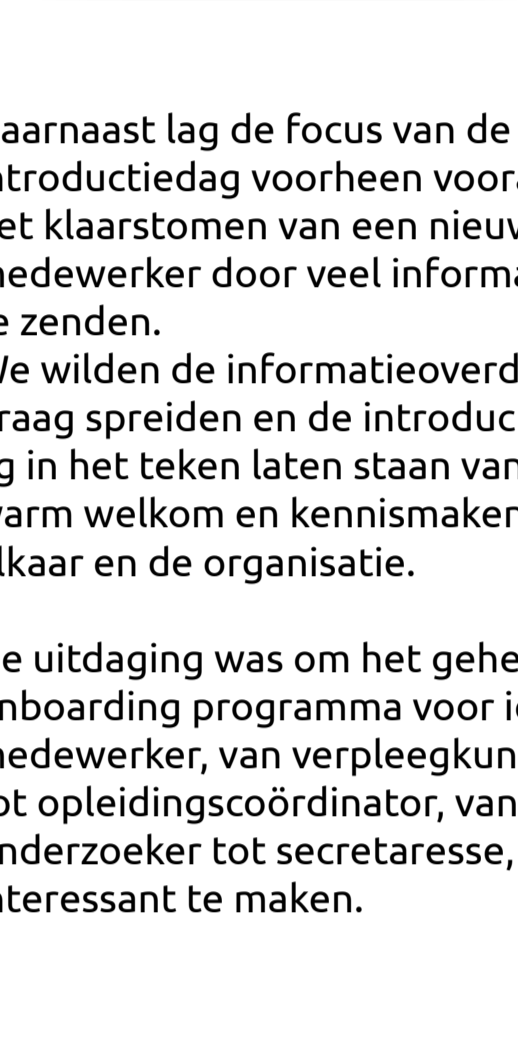 aarnaast lag de focus van de
ntroductiedag voorheen voor
et klaarstomen van een nieuw
nedewerker door veel informa
e zenden.
We wilden de informatieoverd
raag spreiden en de introduc
g in het teken laten staan van
warm welkom en kennismaken
lkaar en de organisatie.
e uitdaging was om het gehe
nboarding programma voor i
nedewerker, van verpleegkun
ot opleidingscoördinator, van
nderzoeker tot secretaresse,
nteressant te maken.